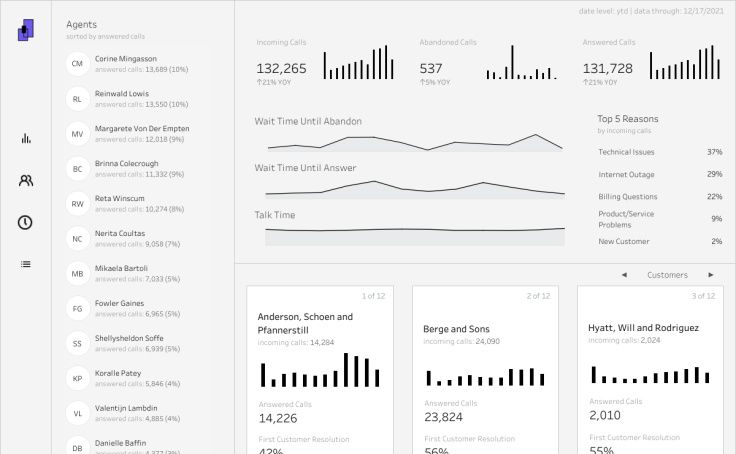 date level: ytd | data through: 12/17/2021
Agents
sorted by answered calls
CM
Corine Mingasson
answered calls: 13,689 (10%)
RL
Reinwald Lowis
answered calls: 13,550 (10%)
MV
Margarete Von Der Empten
answered calls: 12,018 (9%)
BC
Brinna Colecrough
answered calls: 11,332 (9%)
RW
Reta Winscum
answered calls: 10,274 (8%)
NC
Nerita Coultas
answered calls: 9,058 (7%)
MB
Mikaela Bartoli
answered calls: 7,033 (5%)
FG
Fowler Gaines
answered calls: 6,965 (5%)
SS
Shellysheldon Soffe
answered calls: 6,939 (5%)
KP
Koralle Patey
answered calls: 5,846 (4%)
VL
Valentijn Lambdin
answered calls: 4,885 (4%)
DB
Danielle Baffin
answered calls: 4,377 (3%)
Incoming Calls
132,265
↑21% YOY
Abandoned Calls
537
↑5% YOY
Answered Calls
131,728
↑21% YOY
Wait Time Until Abandon
Wait Time Until Answer
Talk Time
Top 5 Reasons
by incoming calls
Technical Issues 37%
Internet Outage 29%
Billing Questions 22%
Product/Service
Problems 9%
New Customer 2%
◀ Customers ▶
1 of 12
Anderson, Schoen and
Pfannerstill
incoming calls: 14,284
Answered Calls
14,226
First Customer Resolution
42%
2 of 12
Berge and Sons
incoming calls: 24,090
Answered Calls
23,824
First Customer Resolution
56%
3 of 12
Hyatt, Will and Rodriguez
incoming calls: 2,024
Answered Calls
2,010
First Customer Resolution
55%